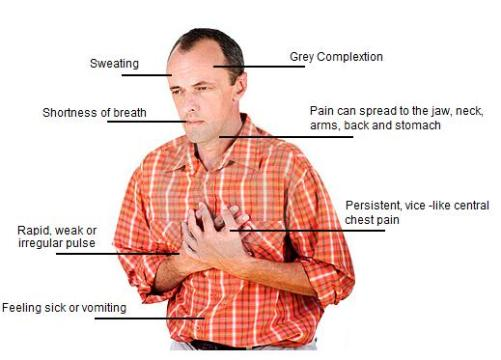 Sweating
Grey Complextion
Shortness of breath
Pain can spread to the jaw, neck,
arms, back and stomach
Persistent, vice -like central
chest pain
Rapid, weak or
irregular pulse
Feeling sick or vomiting